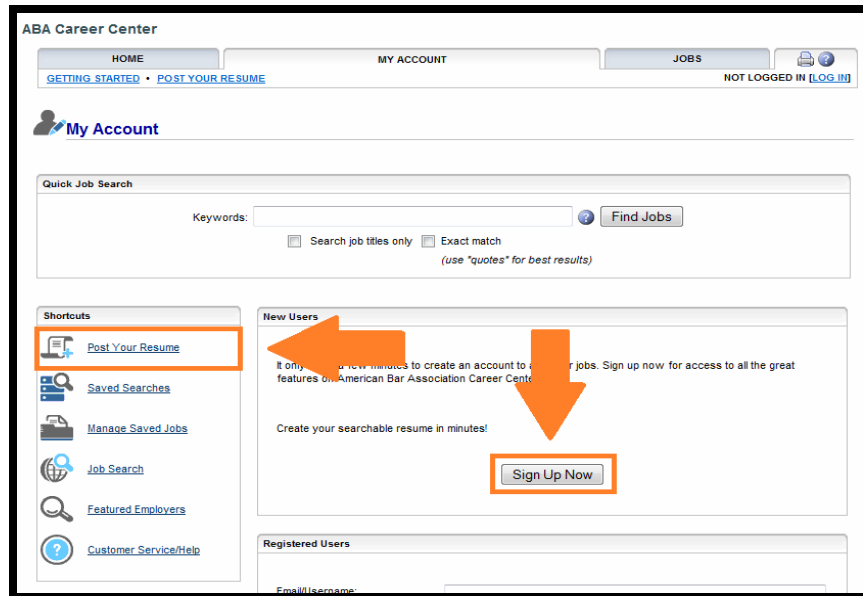 ABA Career Center
HOME MY ACCOUNT JOBS
GETTING STARTED • POST YOUR RESUME NOT LOGGED IN [LOG IN]
My Account
Quick Job Search
Keywords: Find Jobs
Search job titles only Exact match
(use "quotes" for best results)
Shortcuts
Post Your Resume
Saved Searches
Manage Saved Jobs
Job Search
Featured Employers
Customer Service/Help
New Users
It only few minutes to create an account to jobs. Sign up now for access to all the great
features on American Bar Association Career
Create your searchable resume in minutes!
Sign Up Now
Registered Users
Email/Username: